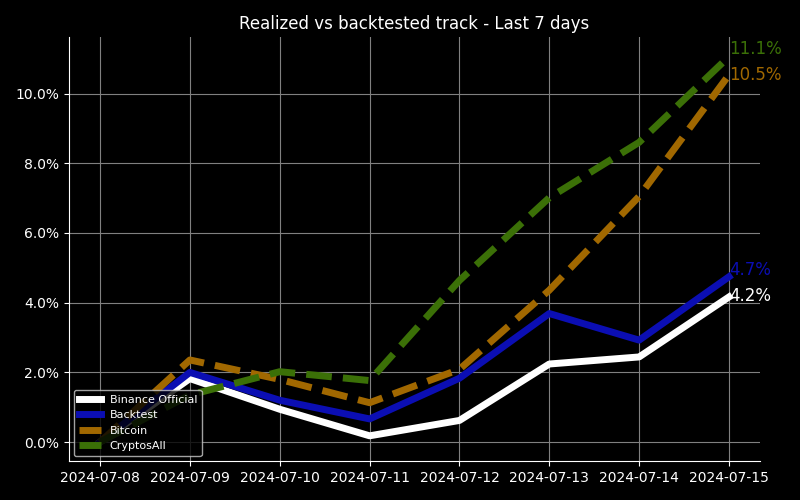 Realized vs backtested track - Last 7 days
11.1%
10.5%
10.0%
8.0%
6.0%
4.7%
4.2%
4.0%
2.0%
0.0%
Binance Official
Backtest
Bitcoin
CryptosAll
2024-07-08 2024-07-09 2024-07-10 2024-07-11 2024-07-12 2024-07-13 2024-07-14 2024-07-15